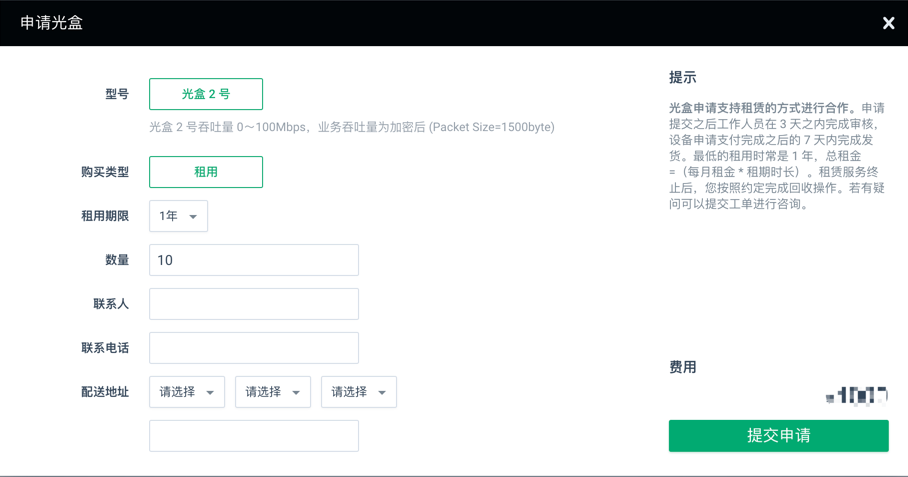 申请光盒
型号
光盒 2 号
光盒 2 号吞吐量 0～100Mbps，业务吞吐量为加密后 (Packet Size=1500byte)
购买类型
租用
租用期限
1年
数量
10
联系人
联系电话
配送地址
请选择
请选择
请选择
提示
光盒申请支持租赁的方式进行合作。申请
提交之后工作人员在 3 天之内完成审核，
设备申请支付完成之后的 7 天内完成发
货。最低的租用时常是 1 年，总租金
=（每月租金 * 租期时长）。租赁服务终
止后，您按照约定完成回收操作。若有疑
问可以提交工单进行咨询。
费用
提交申请